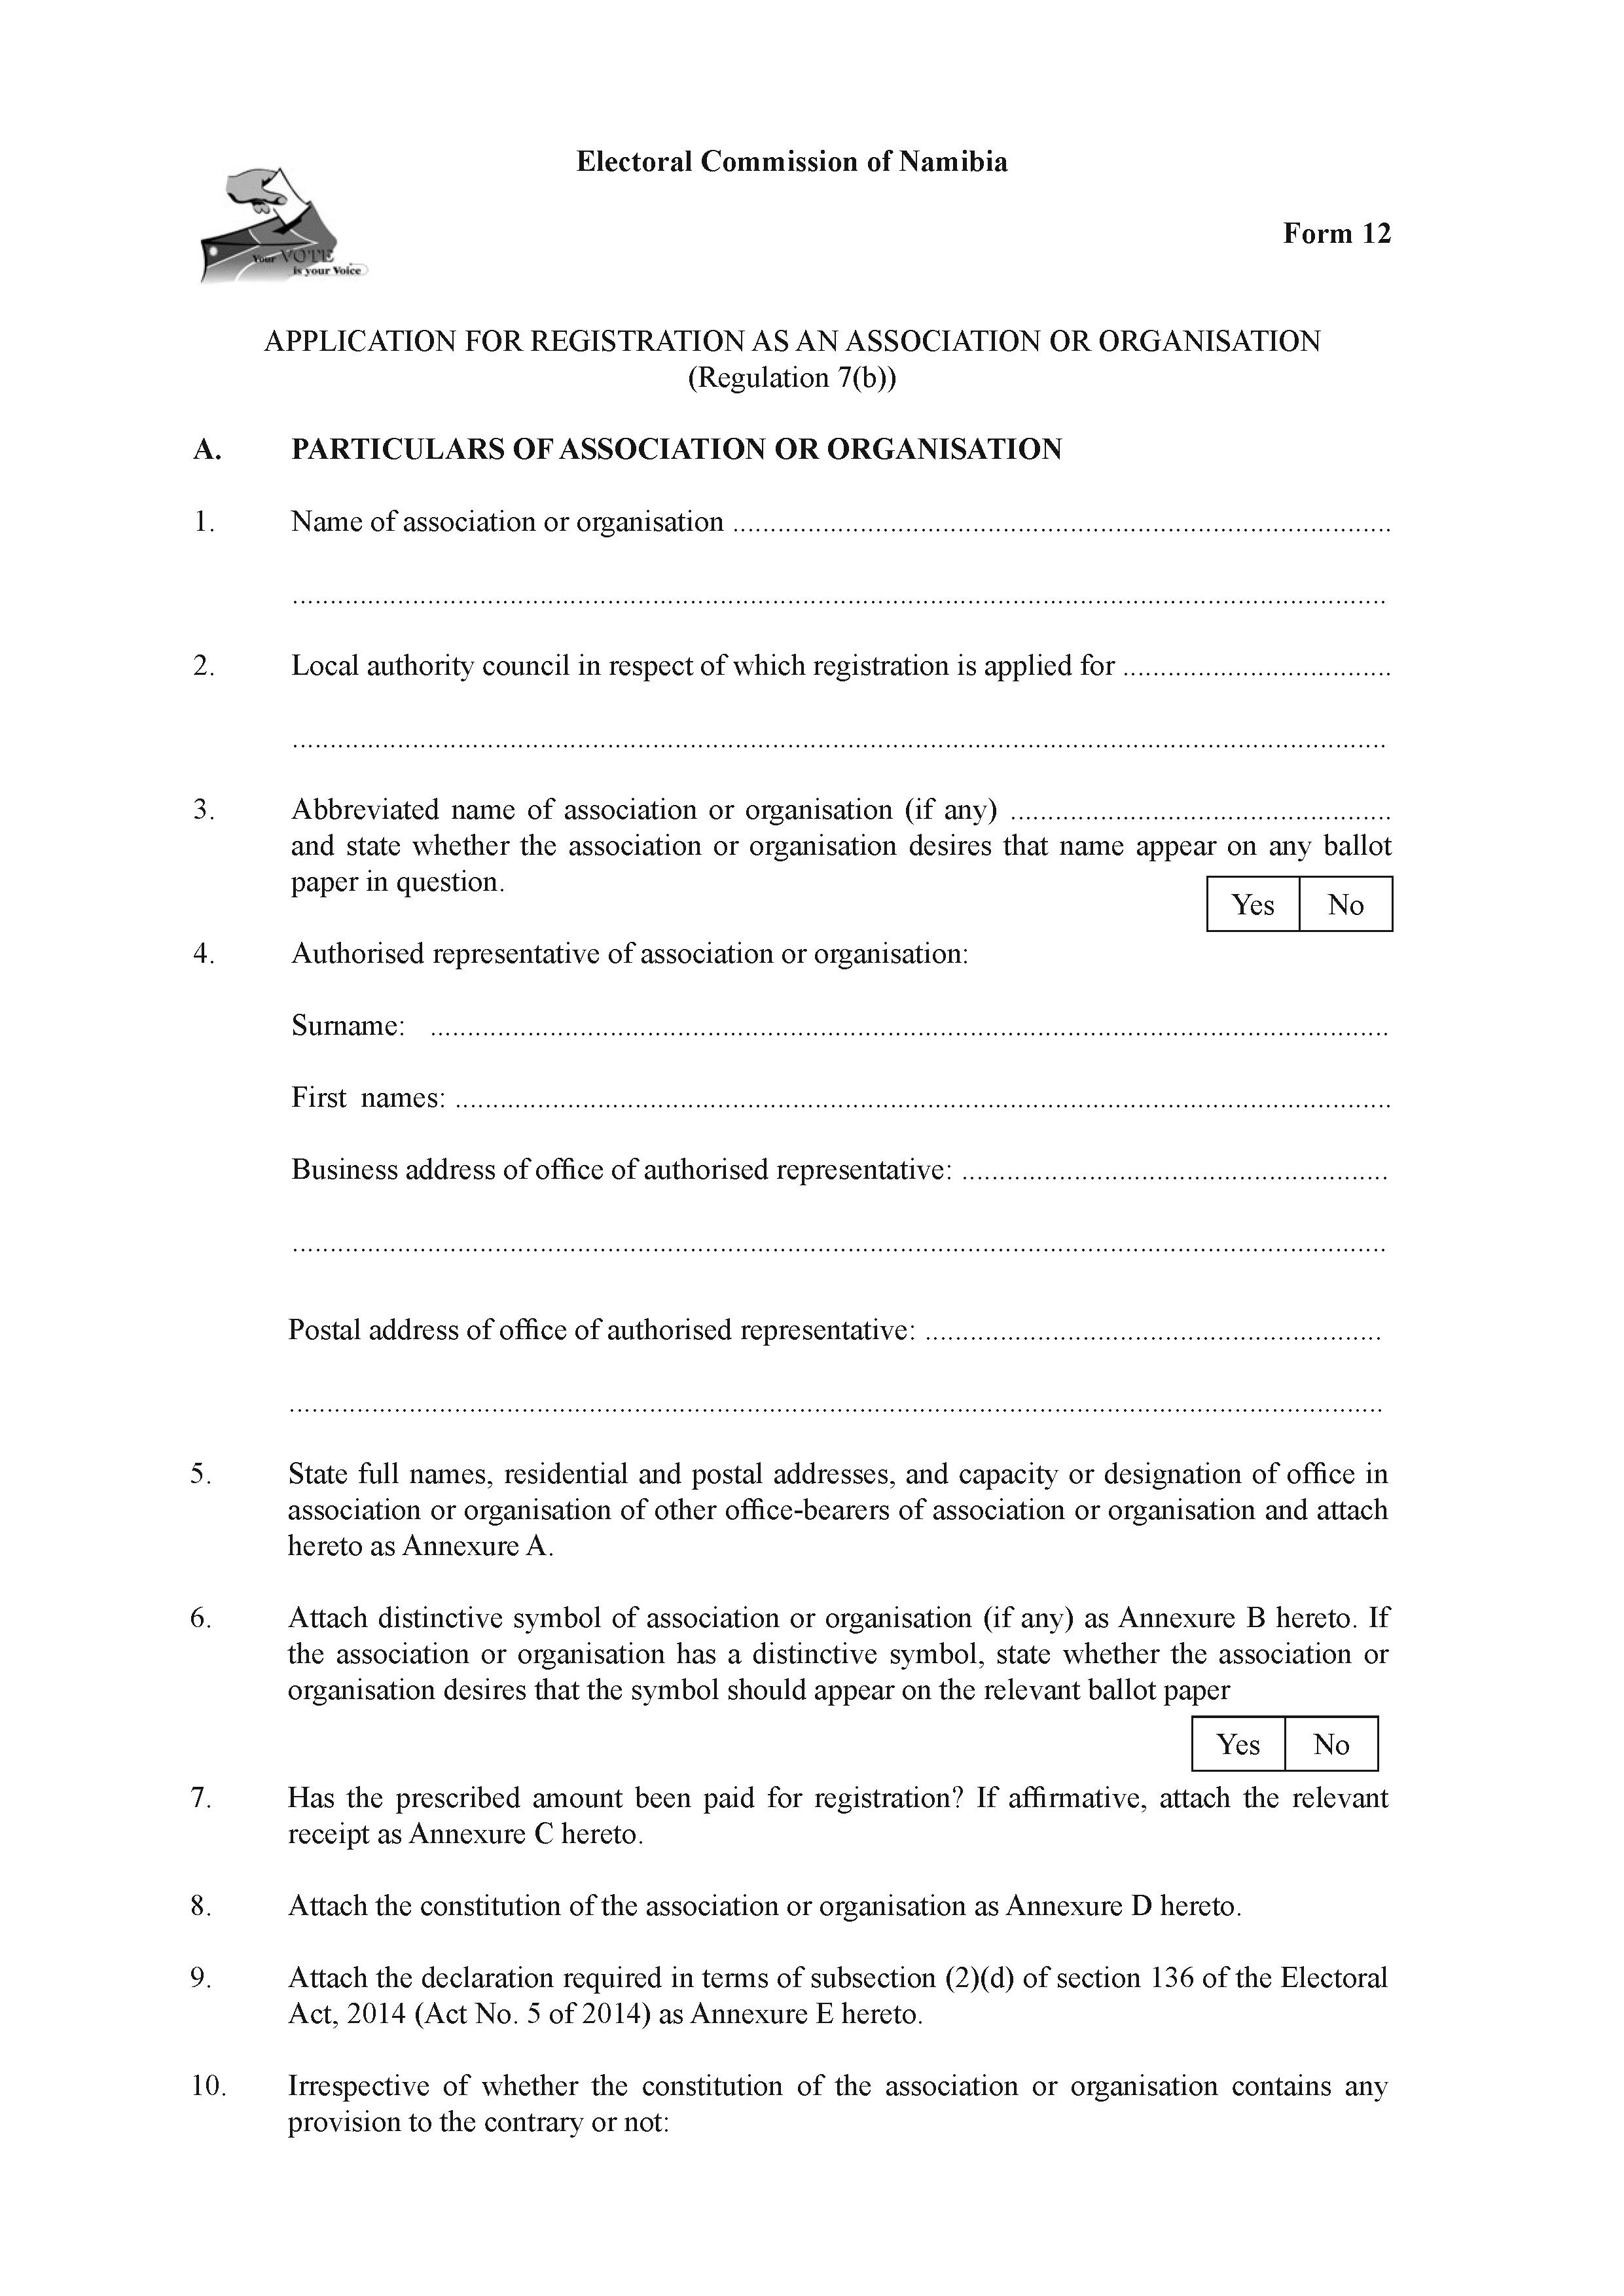 Electoral Commission of Namibia
Your VOTE
is your Voice
Form 12
APPLICATION FOR REGISTRATION AS AN ASSOCIATION OR ORGANISATION
(Regulation 7(b))
A. PARTICULARS OF ASSOCIATION OR ORGANISATION
1. Name of association or organisation ........................................................................................
..................................................................................................................................................
2. Local authority council in respect of which registration is applied for ....................................
..................................................................................................................................................
3. Abbreviated name of association or organisation (if any) ...................................................
and state whether the association or organisation desires that name appear on any ballot
paper in question.
Yes No
4. Authorised representative of association or organisation:
Surname: ................................................................................................................................
First names: .............................................................................................................................
Business address of office of authorised representative: .........................................................
..................................................................................................................................................
Postal address of office of authorised representative: .............................................................
..................................................................................................................................................
5. State full names, residential and postal addresses, and capacity or designation of office in
association or organisation of other office-bearers of association or organisation and attach
hereto as Annexure A.
6. Attach distinctive symbol of association or organisation (if any) as Annexure B hereto. If
the association or organisation has a distinctive symbol, state whether the association or
organisation desires that the symbol should appear on the relevant ballot paper
Yes No
7. Has the prescribed amount been paid for registration? If affirmative, attach the relevant
receipt as Annexure C hereto.
8. Attach the constitution of the association or organisation as Annexure D hereto.
9. Attach the declaration required in terms of subsection (2)(d) of section 136 of the Electoral
Act, 2014 (Act No. 5 of 2014) as Annexure E hereto.
10. Irrespective of whether the constitution of the association or organisation contains any
provision to the contrary or not: